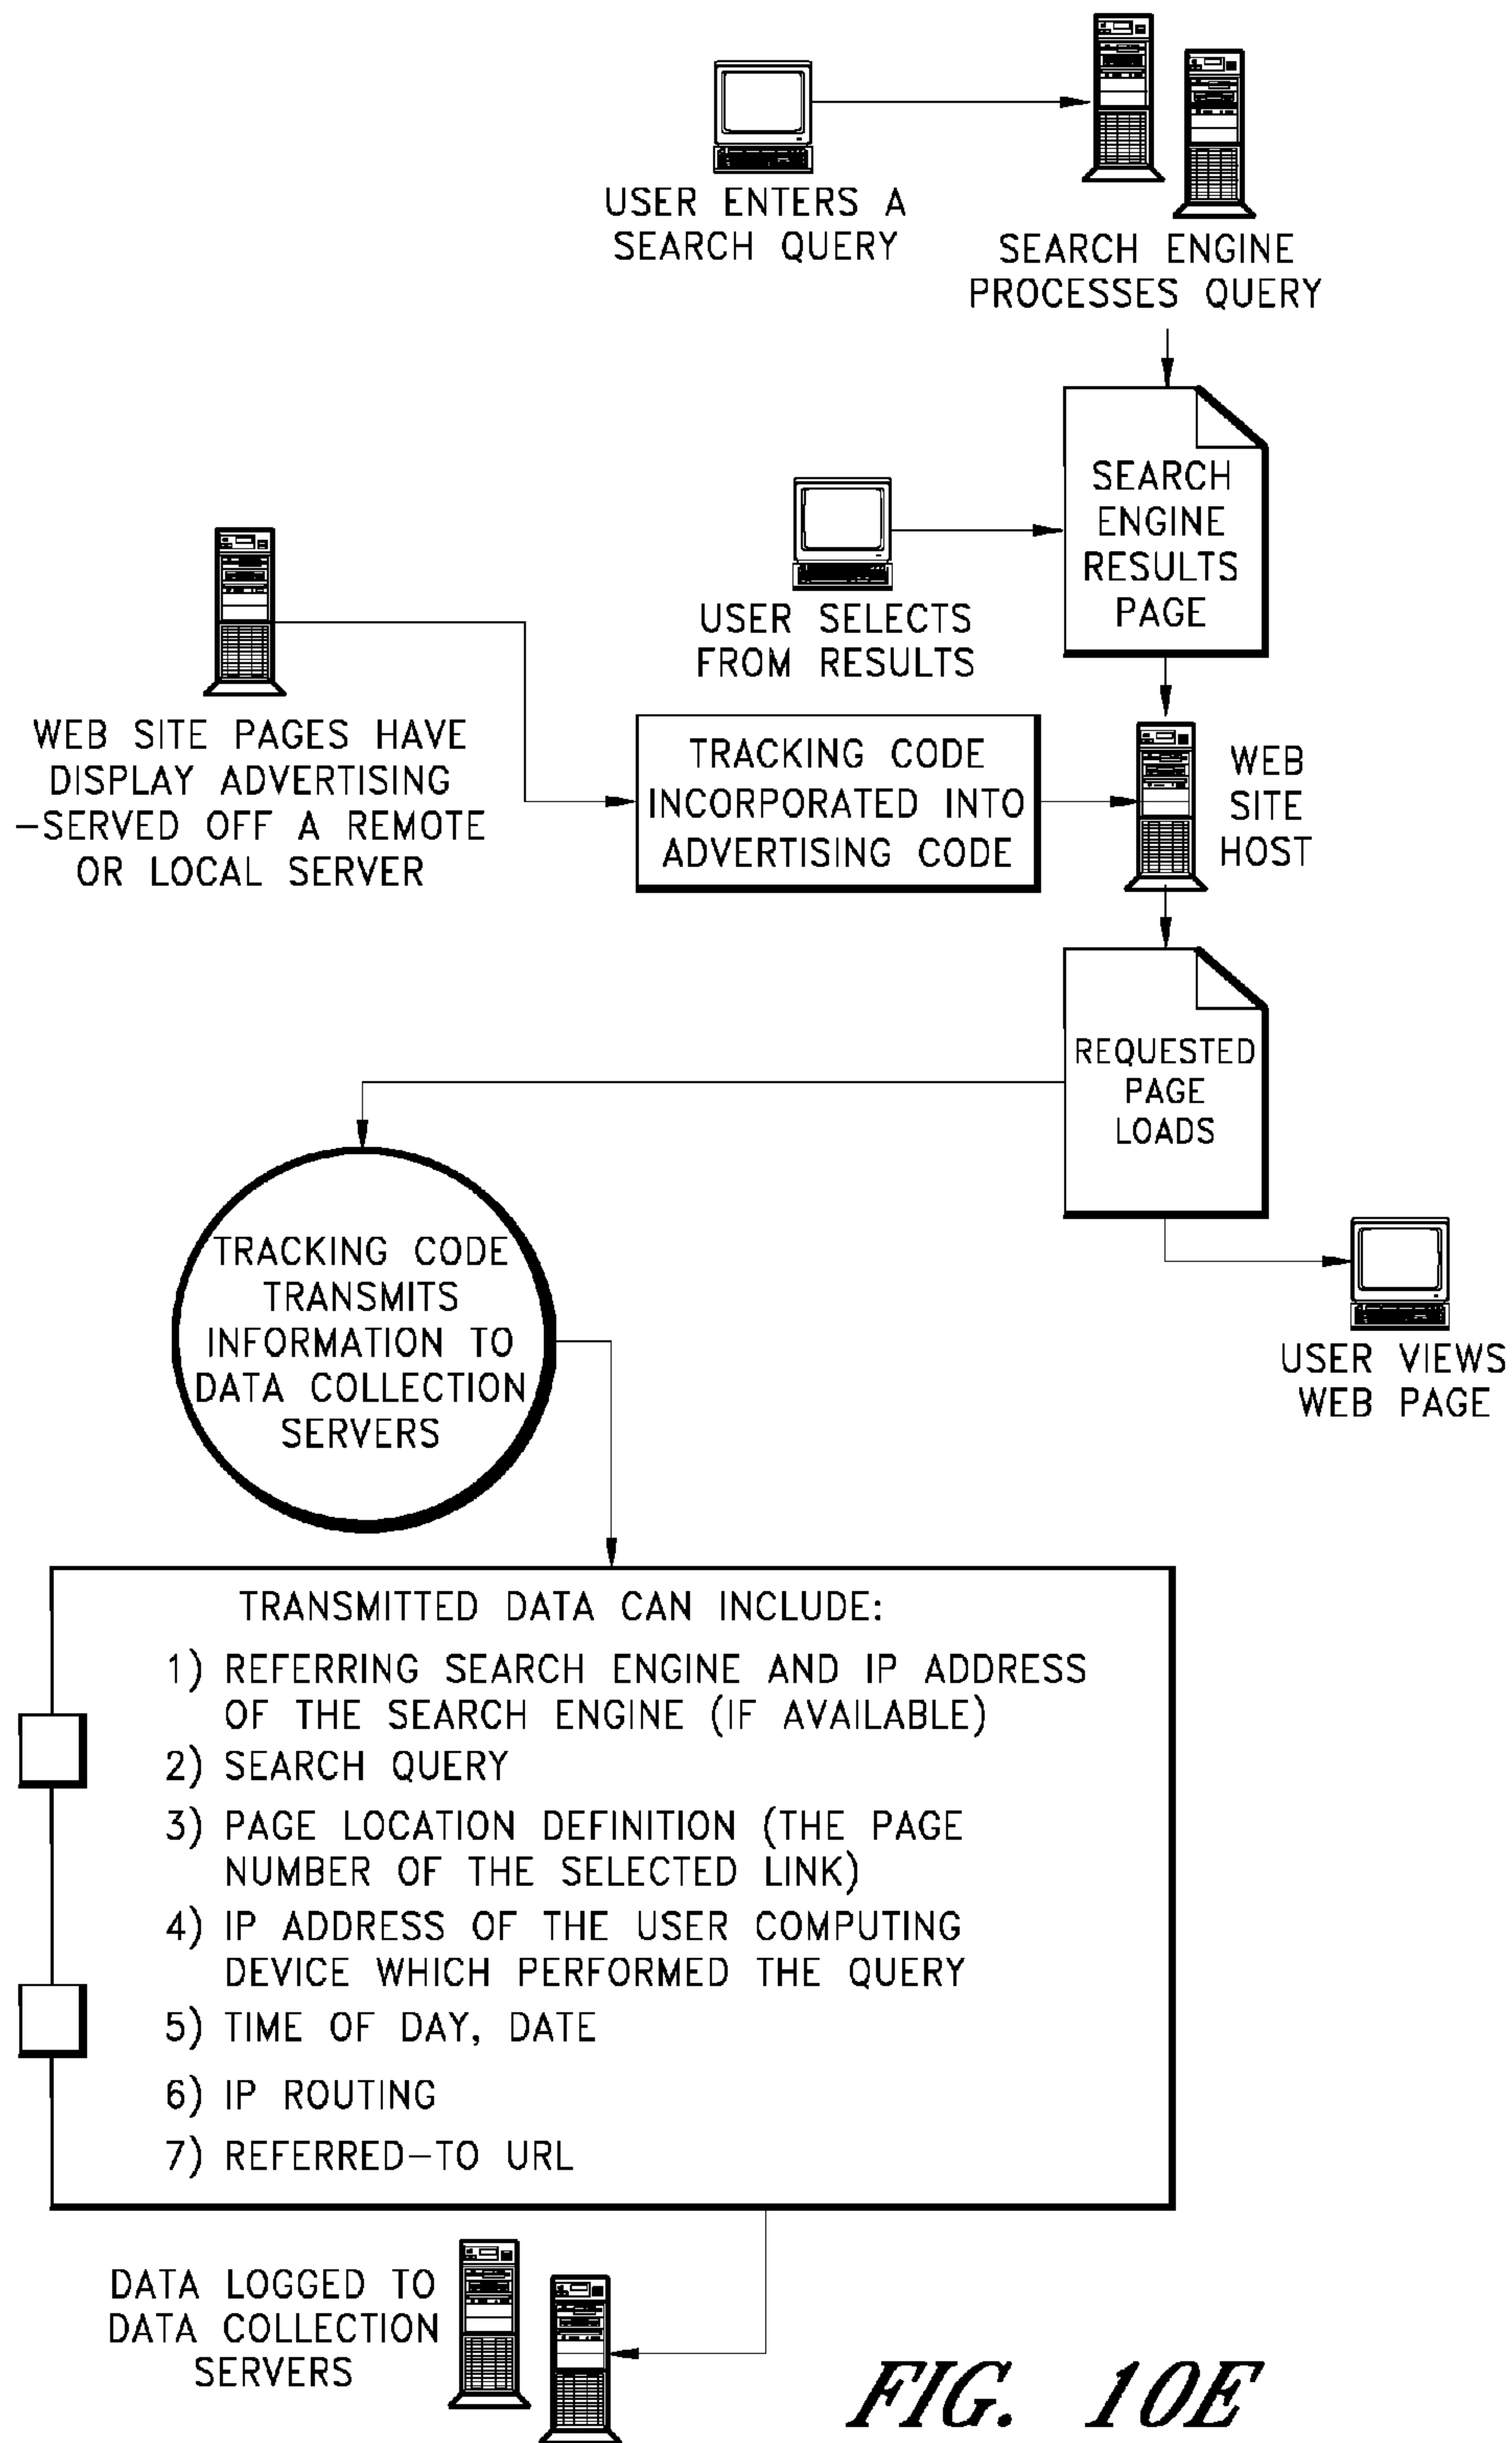 USER ENTERS A
SEARCH QUERY
SEARCH ENGINE
PROCESSES QUERY
SEARCH
ENGINE
RESULTS
PAGE
USER SELECTS
FROM RESULTS
WEB SITE PAGES HAVE
DISPLAY ADVERTISING
-SERVED OFF A REMOTE
OR LOCAL SERVER
TRACKING CODE
INCORPORATED INTO
ADVERTISING CODE
WEB
SITE
HOST
REQUESTED
PAGE
LOADS
TRACKING CODE
TRANSMITS
INFORMATION TO
DATA COLLECTION
SERVERS
USER VIEWS
WEB PAGE
TRANSMITTED DATA CAN INCLUDE:
1) REFERRING SEARCH ENGINE AND IP ADDRESS
OF THE SEARCH ENGINE (IF AVAILABLE)
2) SEARCH QUERY
3) PAGE LOCATION DEFINITION (THE PAGE
NUMBER OF THE SELECTED LINK)
4) IP ADDRESS OF THE USER COMPUTING
DEVICE WHICH PERFORMED THE QUERY
5) TIME OF DAY, DATE
6) IP ROUTING
7) REFERRED-TO URL
DATA LOGGED TO
DATA COLLECTION
SERVERS
FIG. 10E